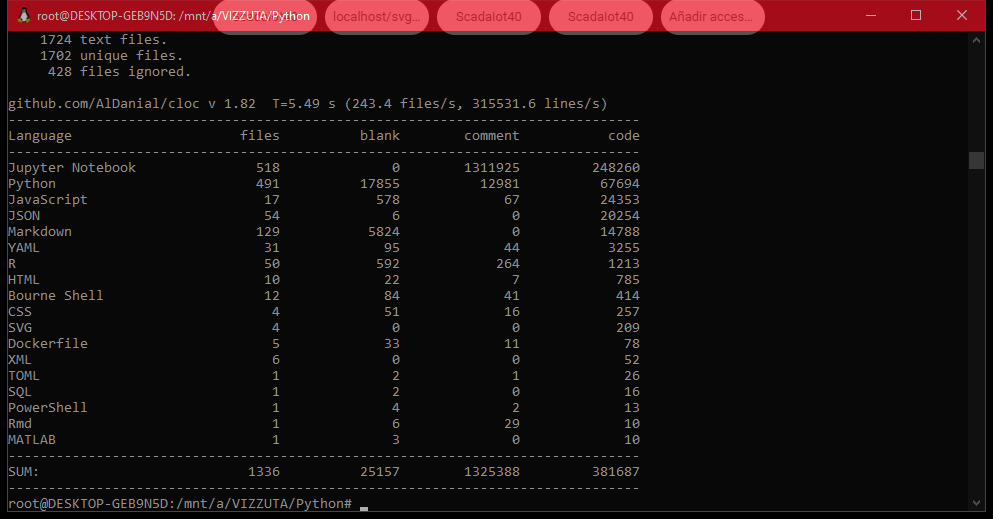 root@DESKTOP-GEB9N5D: /mnt/a/VIZZUTA/Python
localhost/svg...
ScadaIot40
ScadaIot40
Añadir acces...
1724 text files.
1702 unique files.
428 files ignored.
github.com/AlDanial/cloc v 1.82  T=5.49 s (243.4 files/s, 315531.6 lines/s)
-------------------------------------------------------------------------------
Language files blank comment code
-------------------------------------------------------------------------------
Jupyter Notebook 518 0 1311925 248260
Python 491 17855 12981 67694
JavaScript 17 578 67 24353
JSON 54 6 0 20254
Markdown 129 5824 0 14788
YAML 31 95 44 3255
R 50 592 264 1213
HTML 10 22 7 785
Bourne Shell 12 84 41 414
CSS 4 51 16 257
SVG 4 0 0 209
Dockerfile 5 33 11 78
XML 6 0 0 52
TOML 1 2 1 26
SQL 1 2 0 16
PowerShell 1 4 2 13
Rmd 1 6 29 10
MATLAB 1 3 0 10
-------------------------------------------------------------------------------
SUM: 1336 25157 1325388 381687
-------------------------------------------------------------------------------
root@DESKTOP-GEB9N5D:/mnt/a/VIZZUTA/Python#